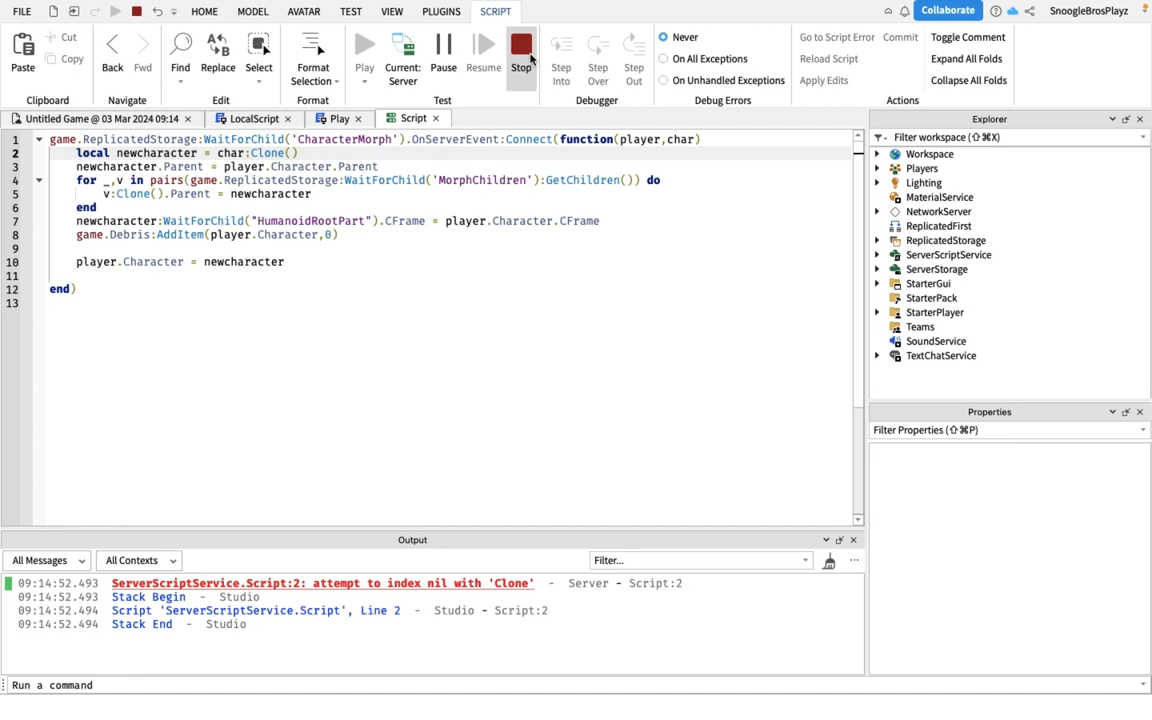 FILE HOME MODEL AVATAR TEST VIEW PLUGINS SCRIPT Collaborate SnoogleBrosPlayz
Paste Cut Copy Back Fwd Find Replace Select Format Selection Play Current: Server Pause Resume Stop Step Into Step Over Step Out
Never
On All Exceptions
On Unhandled Exceptions
Go to Script Error Commit
Reload Script
Apply Edits
Toggle Comment
Expand All Folds
Collapse All Folds
Clipboard Navigate Edit Format Test Debugger Debug Errors Actions
Untitled Game @ 03 Mar 2024 09:14 × LocalScript × Play × Script ×
1 game.ReplicatedStorage:WaitForChild('CharacterMorph').OnServerEvent:Connect(function(player,char)
2 local newcharacter = char:Clone()
3 newcharacter.Parent = player.Character.Parent
4 for _,v in pairs(game.ReplicatedStorage:WaitForChild('MorphChildren'):GetChildren()) do
5 v:Clone().Parent = newcharacter
6 end
7 newcharacter:WaitForChild("HumanoidRootPart").CFrame = player.Character.CFrame
8 game.Debris:AddItem(player.Character,0)
9
10 player.Character = newcharacter
11
12 end)
13
Explorer
Filter workspace (⇧⌘X)
Workspace
Players
Lighting
MaterialService
NetworkServer
ReplicatedFirst
ReplicatedStorage
ServerScriptService
ServerStorage
StarterGui
StarterPack
StarterPlayer
Teams
SoundService
TextChatService
Properties
Filter Properties (⇧⌘P)
Output
All Messages All Contexts Filter...
09:14:52.493 ServerScriptService.Script:2: attempt to index nil with 'Clone' - Server - Script:2
09:14:52.493 Stack Begin - Studio
09:14:52.494 Script 'ServerScriptService.Script', Line 2 - Studio - Script:2
09:14:52.494 Stack End - Studio
Run a command